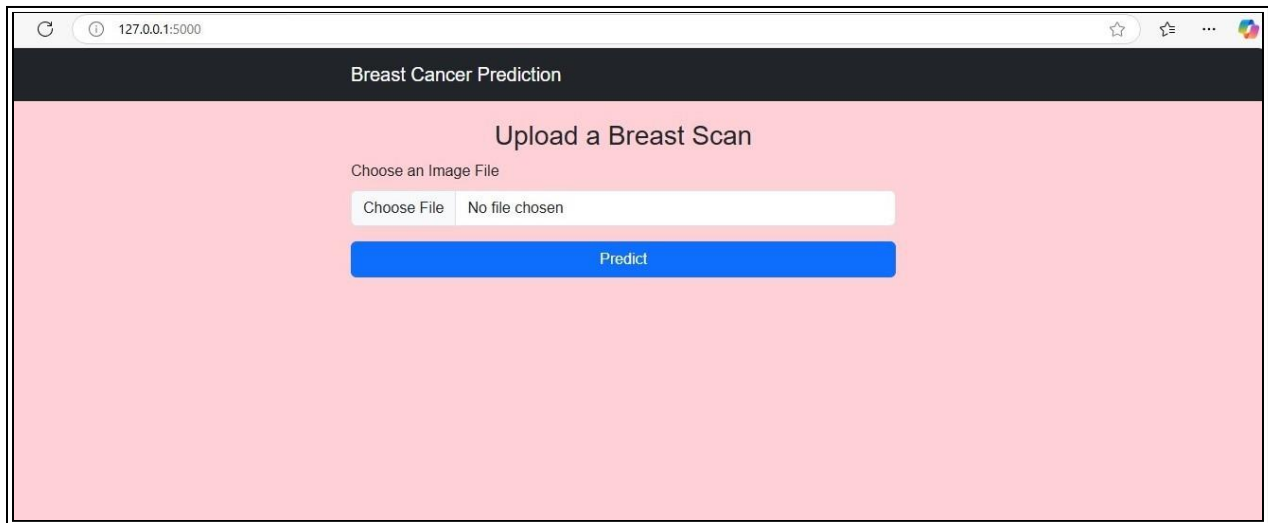 127.0.0.1:5000
Breast Cancer Prediction
Upload a Breast Scan
Choose an Image File
Choose File No file chosen
Predict